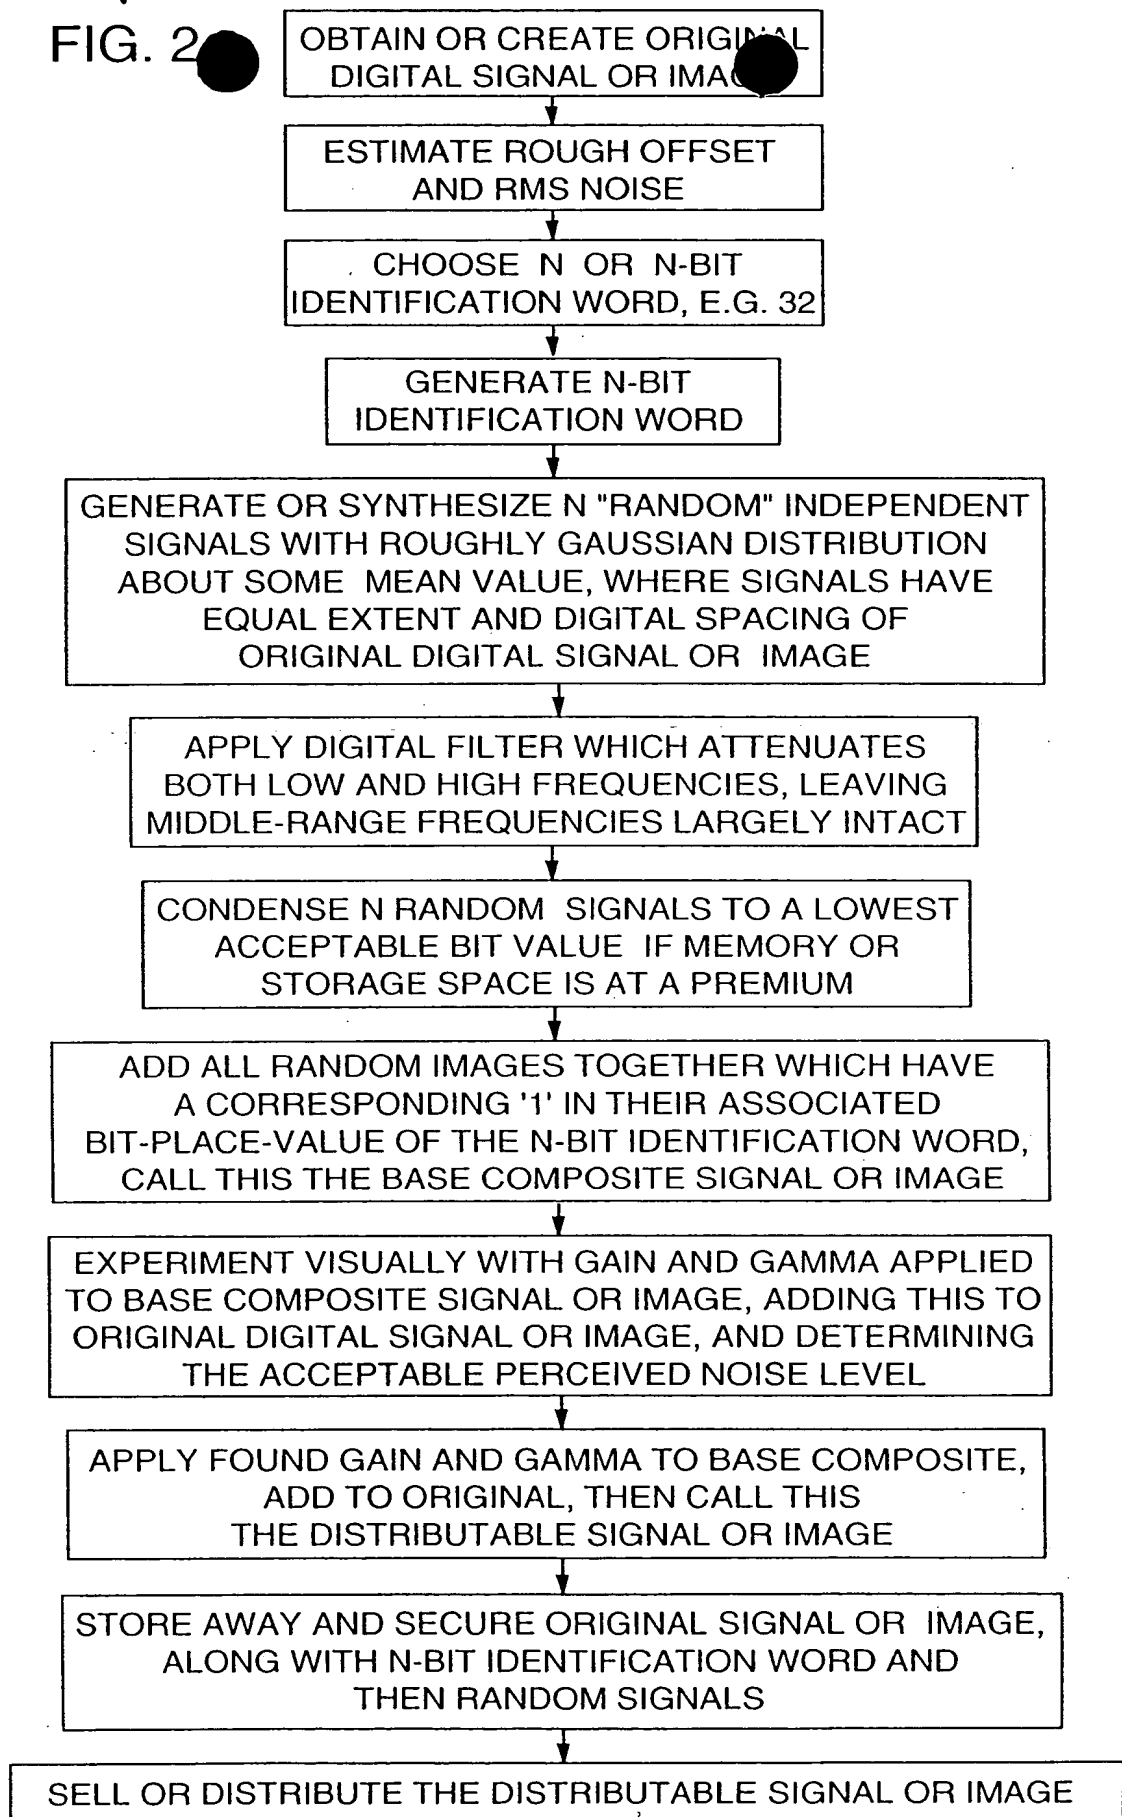 FIG. 2
OBTAIN OR CREATE ORIGINAL
DIGITAL SIGNAL OR IMAGE
ESTIMATE ROUGH OFFSET
AND RMS NOISE
CHOOSE N OR N-BIT
IDENTIFICATION WORD, E.G. 32
GENERATE N-BIT
IDENTIFICATION WORD
GENERATE OR SYNTHESIZE N "RANDOM" INDEPENDENT
SIGNALS WITH ROUGHLY GAUSSIAN DISTRIBUTION
ABOUT SOME MEAN VALUE, WHERE SIGNALS HAVE
EQUAL EXTENT AND DIGITAL SPACING OF
ORIGINAL DIGITAL SIGNAL OR IMAGE
APPLY DIGITAL FILTER WHICH ATTENUATES
BOTH LOW AND HIGH FREQUENCIES, LEAVING
MIDDLE-RANGE FREQUENCIES LARGELY INTACT
CONDENSE N RANDOM SIGNALS TO A LOWEST
ACCEPTABLE BIT VALUE IF MEMORY OR
STORAGE SPACE IS AT A PREMIUM
ADD ALL RANDOM IMAGES TOGETHER WHICH HAVE
A CORRESPONDING '1' IN THEIR ASSOCIATED
BIT-PLACE-VALUE OF THE N-BIT IDENTIFICATION WORD,
CALL THIS THE BASE COMPOSITE SIGNAL OR IMAGE
EXPERIMENT VISUALLY WITH GAIN AND GAMMA APPLIED
TO BASE COMPOSITE SIGNAL OR IMAGE, ADDING THIS TO
ORIGINAL DIGITAL SIGNAL OR IMAGE, AND DETERMINING
THE ACCEPTABLE PERCEIVED NOISE LEVEL
APPLY FOUND GAIN AND GAMMA TO BASE COMPOSITE,
ADD TO ORIGINAL, THEN CALL THIS
THE DISTRIBUTABLE SIGNAL OR IMAGE
STORE AWAY AND SECURE ORIGINAL SIGNAL OR IMAGE,
ALONG WITH N-BIT IDENTIFICATION WORD AND
THEN RANDOM SIGNALS
SELL OR DISTRIBUTE THE DISTRIBUTABLE SIGNAL OR IMAGE